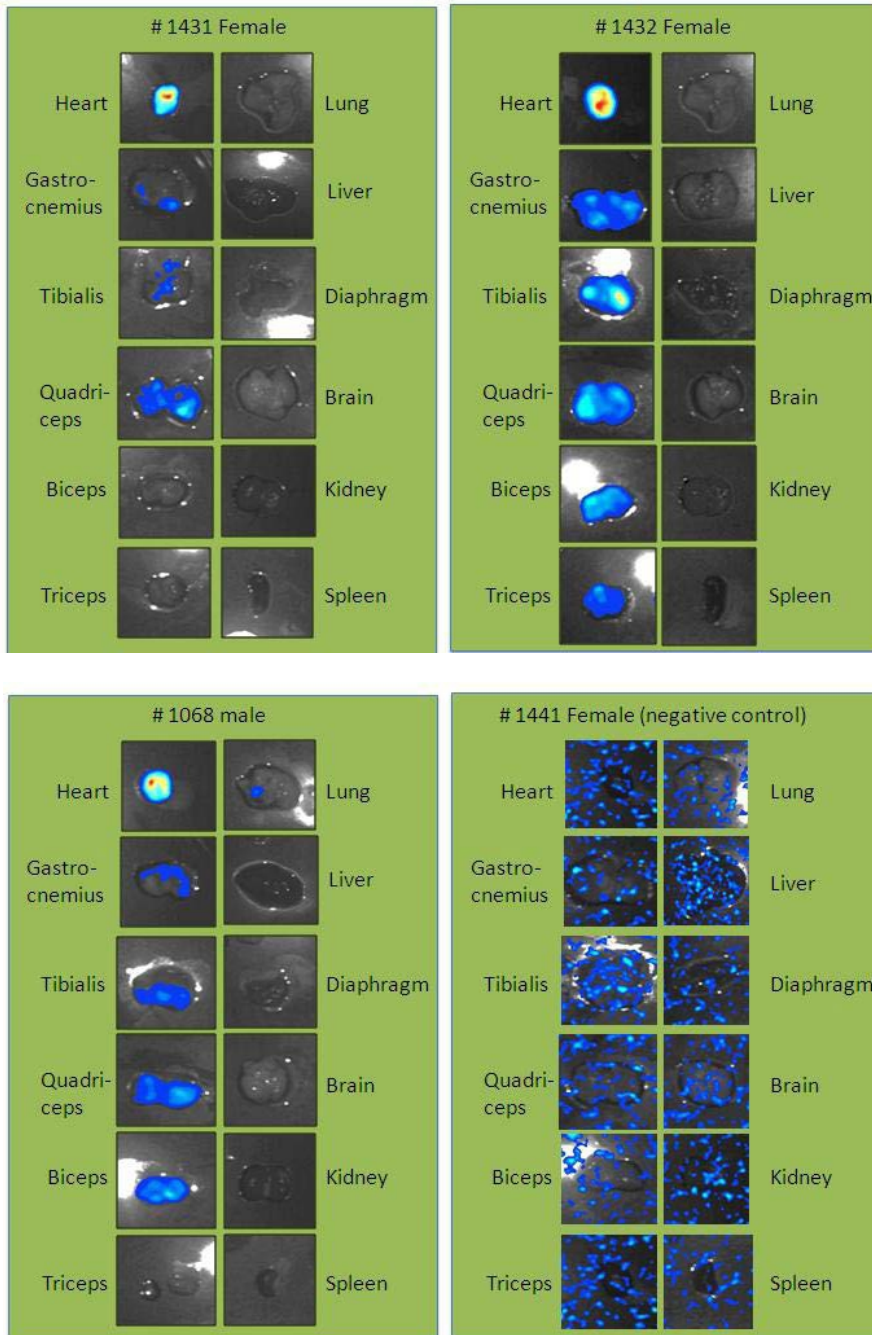 # 1431 Female
Heart
Lung
Gastro-
cnemius
Liver
Tibialis
Diaphragm
Quadri-
ceps
Brain
Biceps
Kidney
Triceps
Spleen
# 1432 Female
Heart
Lung
Gastro-
cnemius
Liver
Tibialis
Diaphragm
Quadri-
ceps
Brain
Biceps
Kidney
Triceps
Spleen
# 1068 male
Heart
Lung
Gastro-
cnemius
Liver
Tibialis
Diaphragm
Quadri-
ceps
Brain
Biceps
Kidney
Triceps
Spleen
# 1441 Female (negative control)
Heart
Lung
Gastro-
cnemius
Liver
Tibialis
Diaphragm
Quadri-
ceps
Brain
Biceps
Kidney
Triceps
Spleen